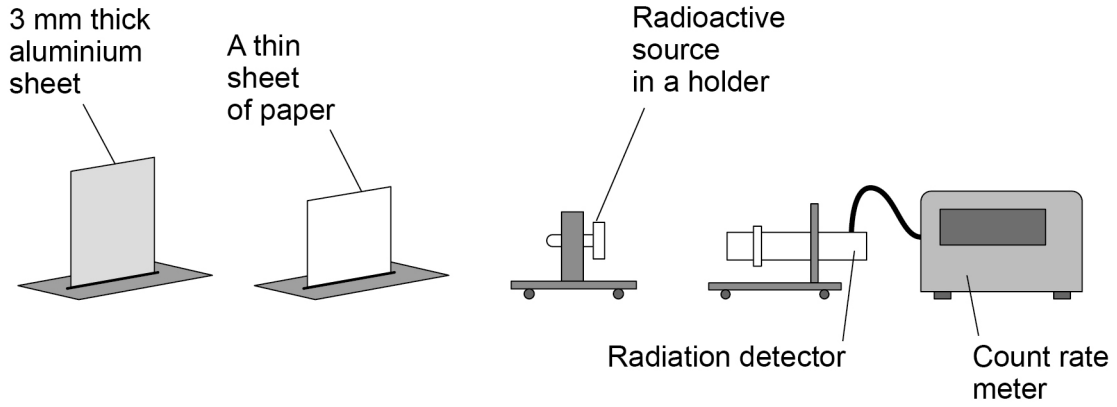 3 mm thick
aluminium
sheet
A thin
sheet
of paper
Radioactive
source
in a holder
Radiation detector
Count rate
meter